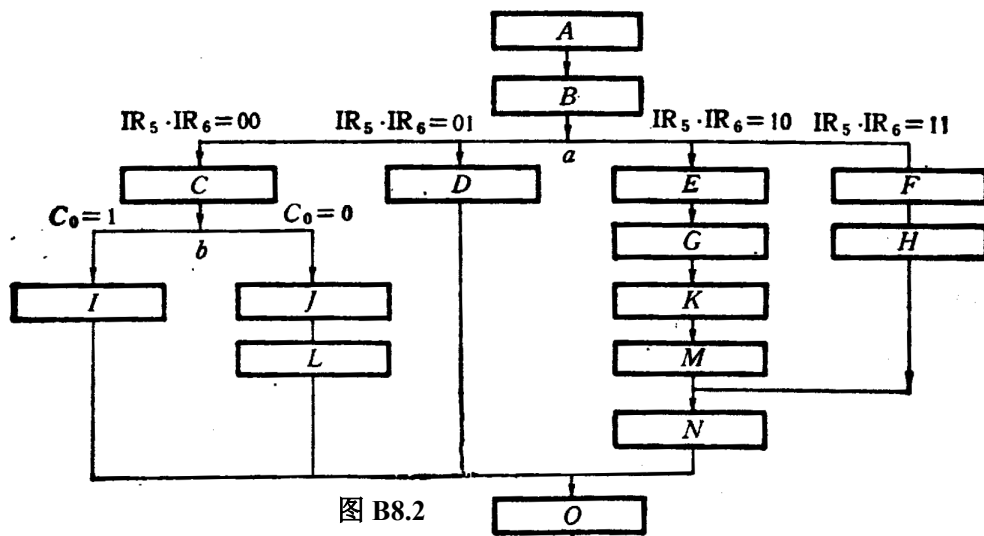 A
B
IR₅·IR₆=00
IR₅·IR₆=01
IR₅·IR₆=10
IR₅·IR₆=11
a
C
D
E
F
C₀=1
C₀=0
b
G
H
I
J
K
L
M
N
O
图 B8.2